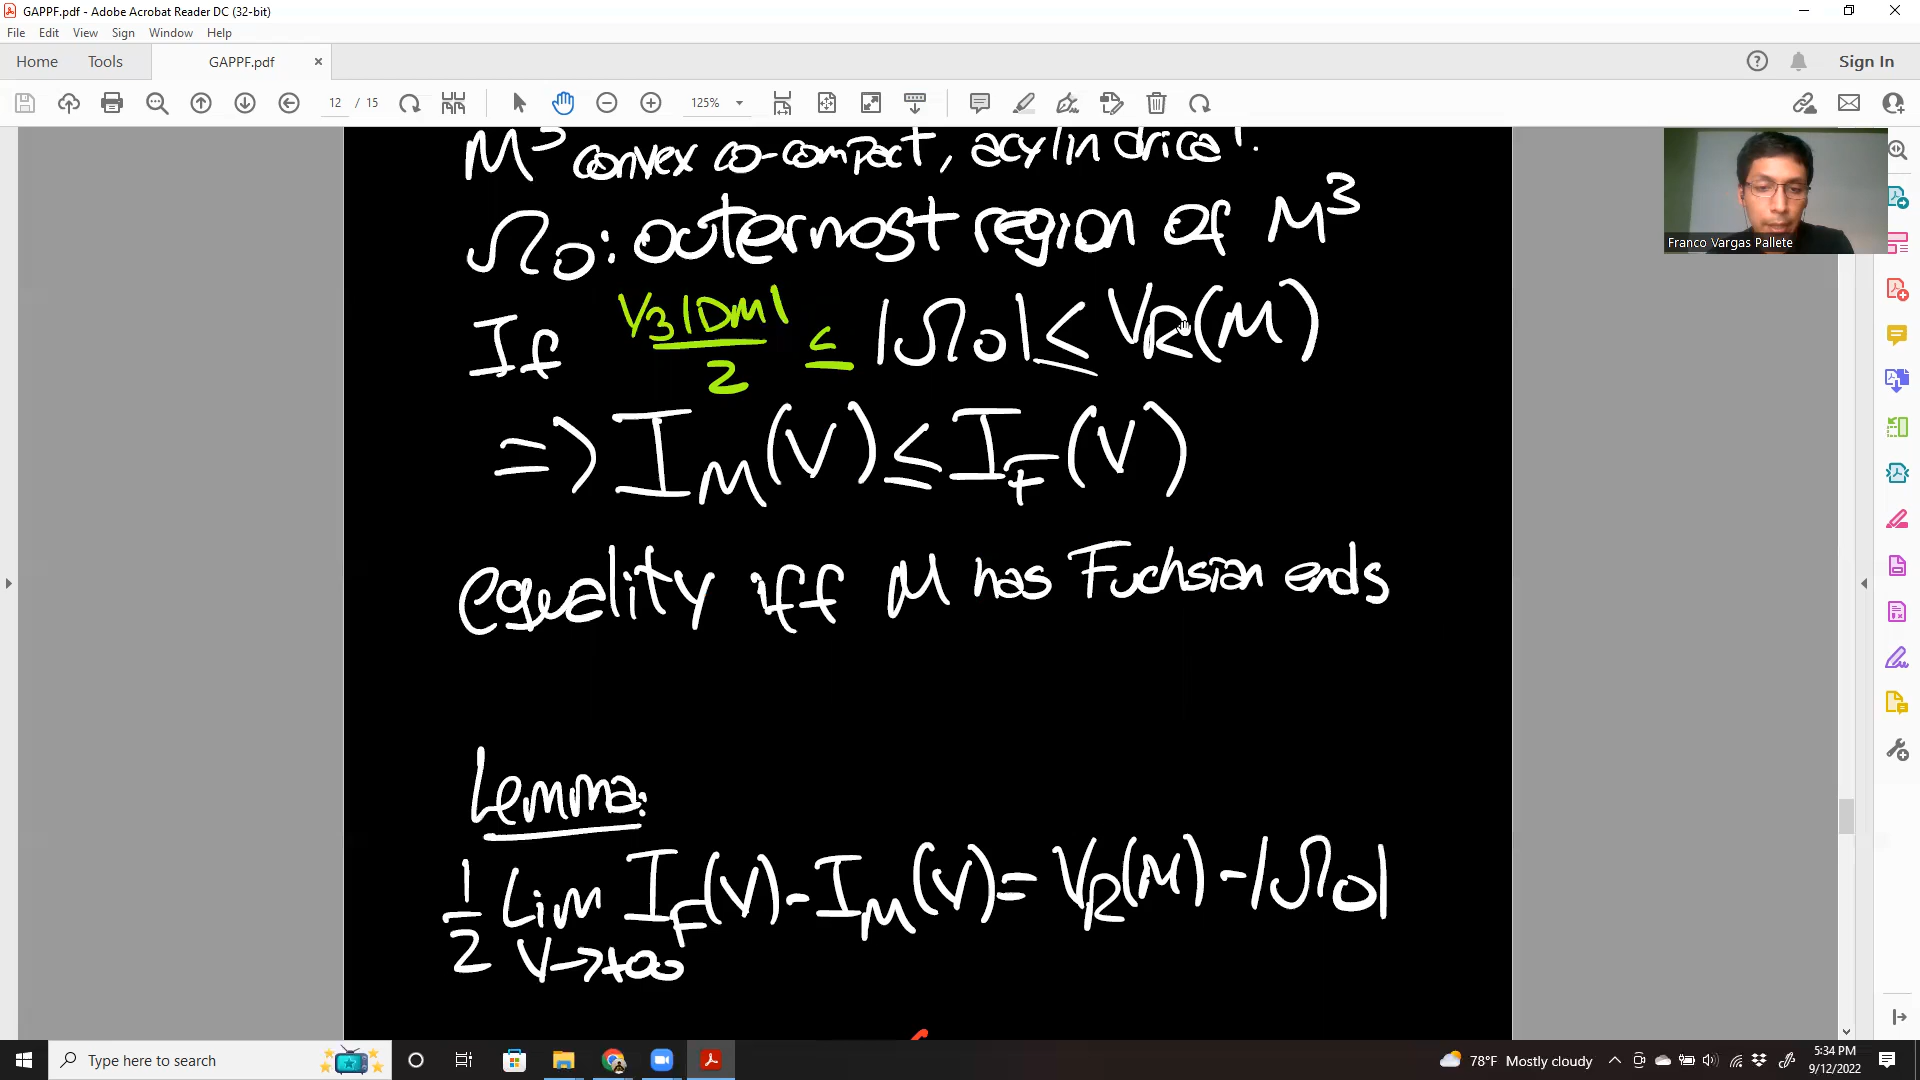 GAPPF.pdf - Adobe Acrobat Reader DC (32-bit)
File Edit View Sign Window Help
Home Tools GAPPF.pdf × Sign In
12 / 15 125%
M³ convex co-compact, acylindrical.
Ω₀: outermost region of M³
If V₃|DM|/2 ≤ |Ω₀| ≤ V_R(M)
=> I_M(V) ≤ I_F(V)
equality iff M has Fuchsian ends
Lemma:
1/2 Lim I_F(V) - I_M(V) = V_R(M) - |Ω₀|
V→+∞
Franco Vargas Pallete
Type here to search
78°F Mostly cloudy
5:34 PM
9/12/2022